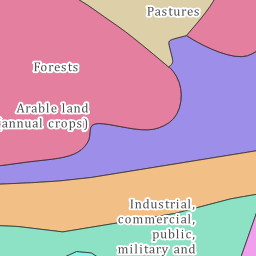 Pastures
Forests
Arable land
(annual crops)
Industrial,
commercial,
public,
military and